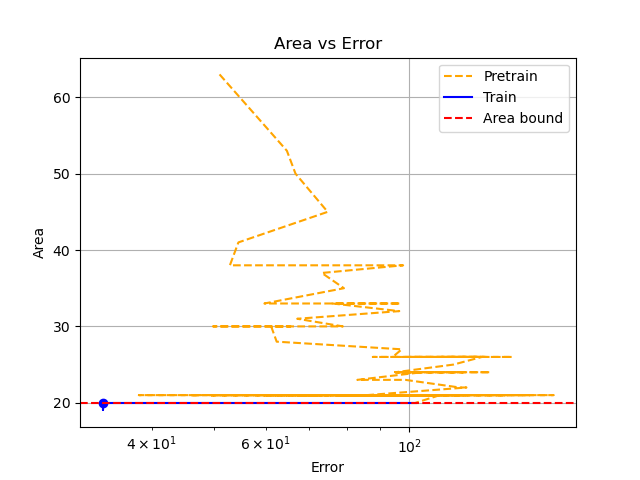 Area vs Error
Pretrain
Train
Area bound
60
50
40
30
20
Area
4 × 10¹
6 × 10¹
10²
Error